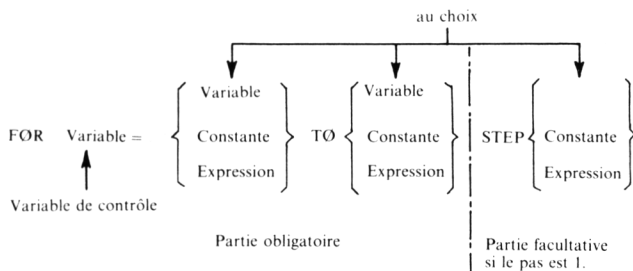 au choix
Variable Variable
FØR Variable = Constante TØ Constante STEP Constante
Expression Expression Expression
Variable de contrôle
Partie obligatoire
Partie facultative
si le pas est 1.